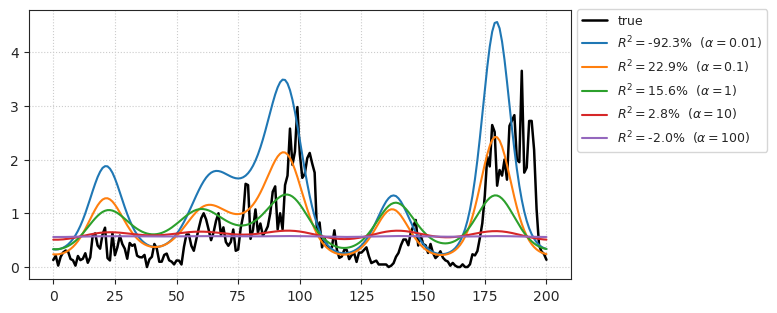 true
R² = -92.3% (α = 0.01)
R² = 22.9% (α = 0.1)
R² = 15.6% (α = 1)
R² = 2.8% (α = 10)
R² = -2.0% (α = 100)
4
3
2
1
0
0 25 50 75 100 125 150 175 200